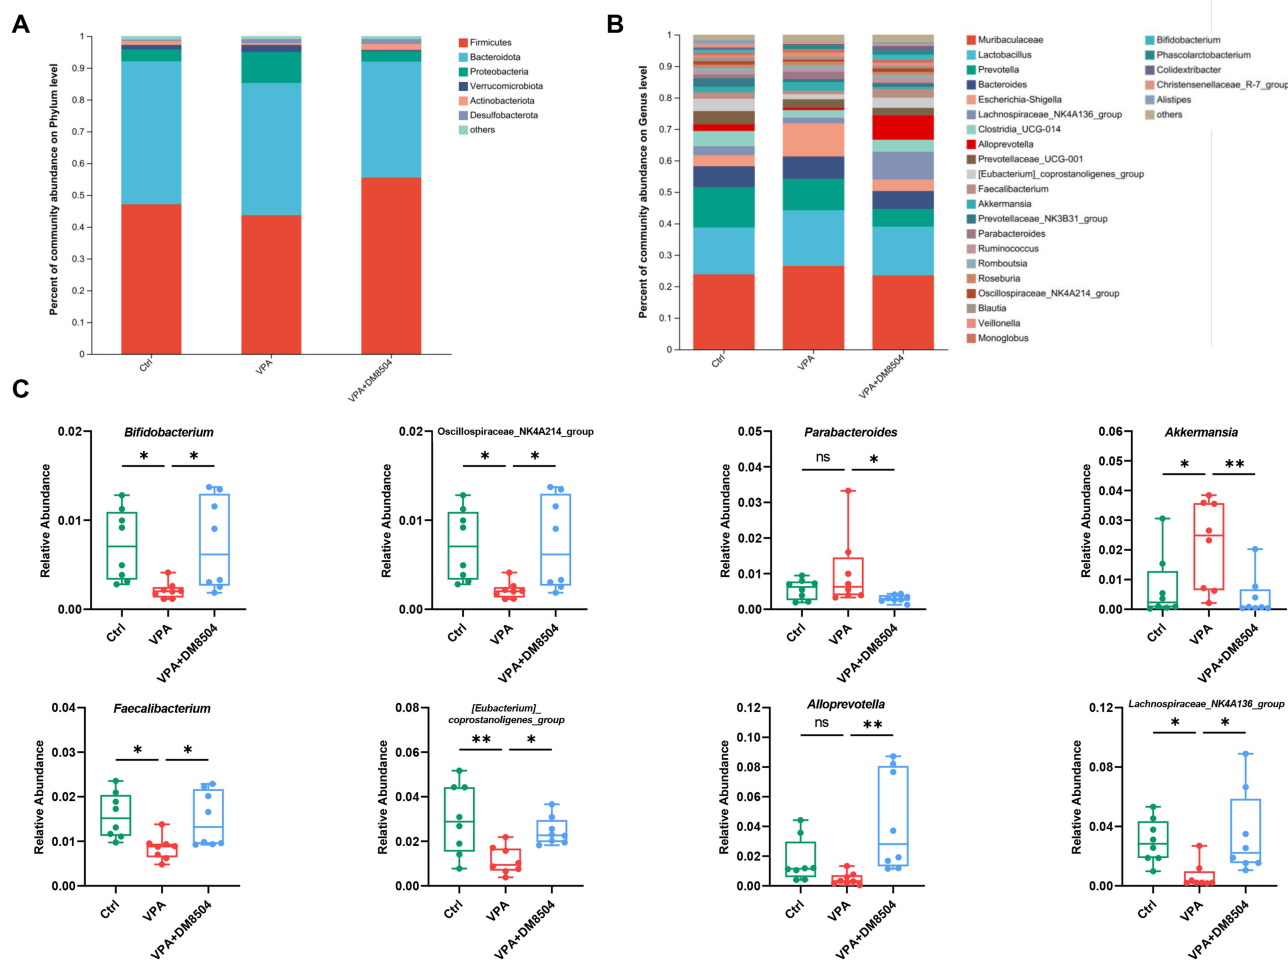 A
Percent of community abundance on Phylum level
1
0.9
0.8
0.7
0.6
0.5
0.4
0.3
0.2
0.1
0
Ctrl
VPA
VPA+DM8504
Firmicutes
Bacteroidota
Proteobacteria
Verrucomicrobiota
Actinobacteriota
Desulfobacterota
others
B
Percent of community abundance on Genus level
1
0.9
0.8
0.7
0.6
0.5
0.4
0.3
0.2
0.1
0
Ctrl
VPA
VPA+DM8504
Muribaculaceae
Lactobacillus
Prevotella
Bacteroides
Escherichia-Shigella
Lachnospiraceae_NK4A136_group
Clostridia_UCG-014
Alloprevotella
Prevotellaceae_UCG-001
[Eubacterium]_coprostanoligenes_group
Faecalibacterium
Akkermansia
Prevotellaceae_NK3B31_group
Parabacteroides
Ruminococcus
Romboutsia
Roseburia
Oscillospiraceae_NK4A214_group
Blautia
Veillonella
Monoglobus
Bifidobacterium
Phascolarctobacterium
Colidextribacter
Christensenellaceae_R-7_group
Alistipes
others
C
Bifidobacterium
Relative Abundance
0.02
0.01
0.00
* *
Ctrl
VPA
VPA+DM8504
Oscillospiraceae_NK4A214_group
Relative Abundance
0.02
0.01
0.00
* *
Ctrl
VPA
VPA+DM8504
Parabacteroides
Relative Abundance
0.05
0.04
0.03
0.02
0.01
0.00
ns *
Ctrl
VPA
VPA+DM8504
Akkermansia
Relative Abundance
0.06
0.05
0.04
0.03
0.02
0.01
0.00
* **
Ctrl
VPA
VPA+DM8504
Faecalibacterium
Relative Abundance
0.04
0.03
0.02
0.01
0.00
* *
Ctrl
VPA
VPA+DM8504
[Eubacterium]_
coprostanoligenes_group
Relative Abundance
0.08
0.06
0.04
0.02
0.00
** *
Ctrl
VPA
VPA+DM8504
Alloprevotella
Relative Abundance
0.12
0.10
0.08
0.06
0.04
0.02
0.00
ns **
Ctrl
VPA
VPA+DM8504
Lachnospiraceae_NK4A136_group
Relative Abundance
0.12
0.08
0.04
0.00
* *
Ctrl
VPA
VPA+DM8504